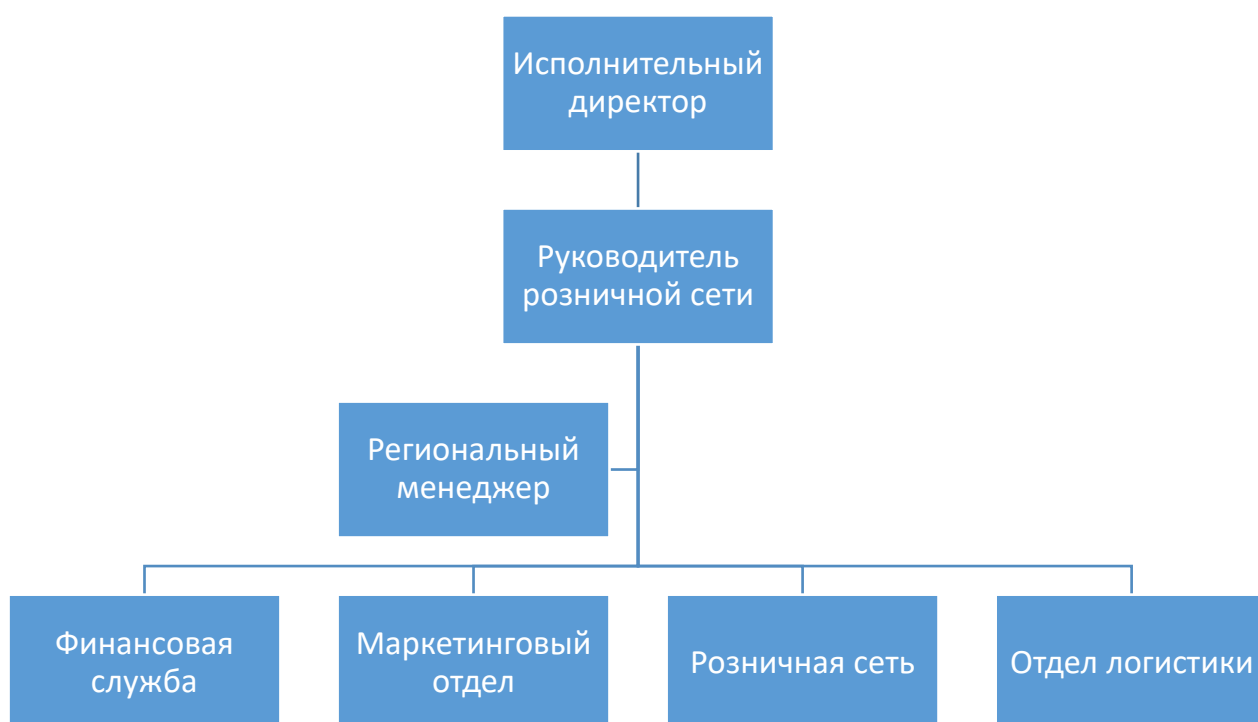 Исполнительный
директор
Руководитель
розничной сети
Региональный
менеджер
Финансовая
служба
Маркетинговый
отдел
Розничная сеть
Отдел логистики